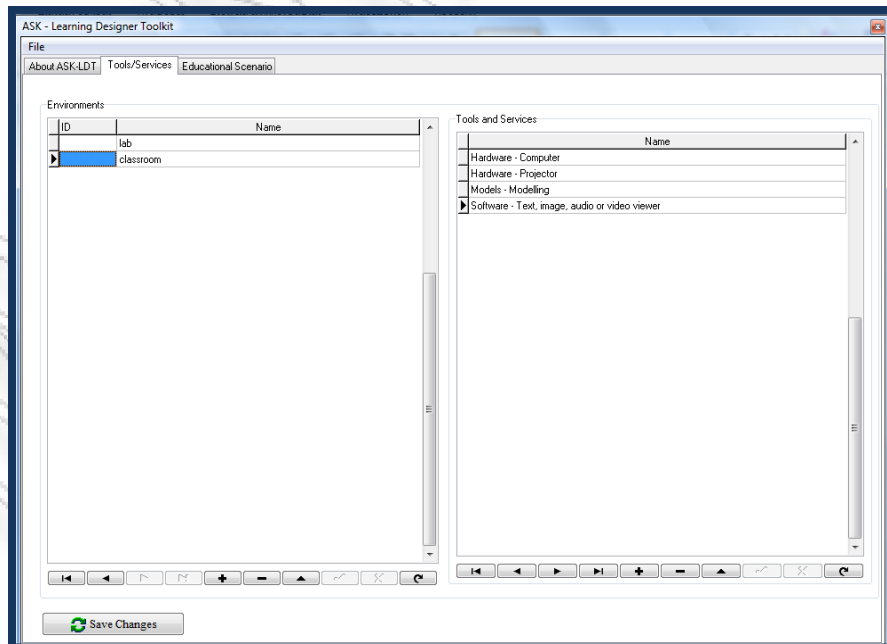 ASK - Learning Designer Toolkit
File
About ASK-LDT Tools/Services Educational Scenario
Environments
ID Name
lab
classroom
Tools and Services
Name
Hardware - Computer
Hardware - Projector
Models - Modelling
Software - Text, image, audio or video viewer
Save Changes